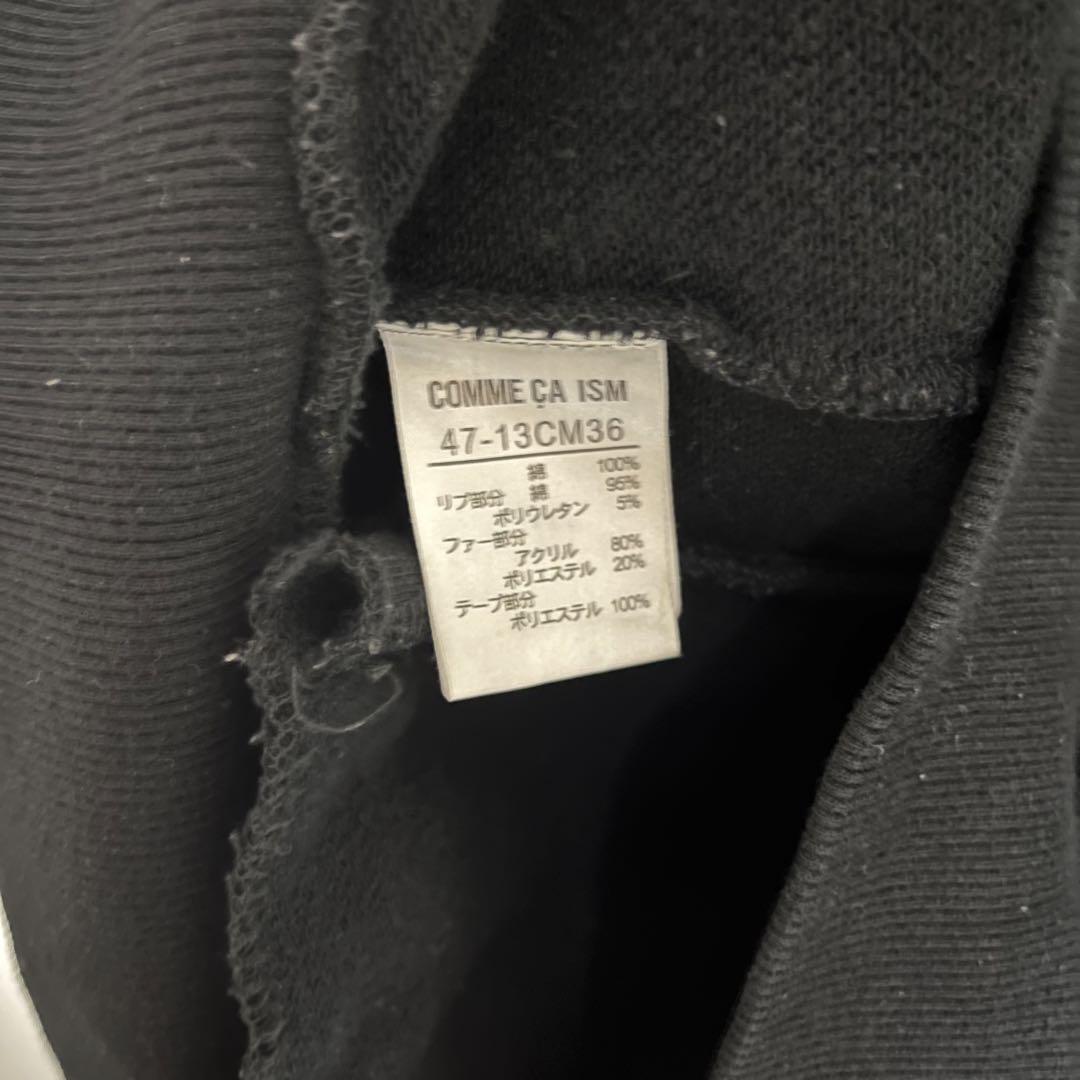 COMME ÇA ISM
47-13CM36
綿 100%
リブ部分 綿 95%
ポリウレタン 5%
ファー部分
アクリル 80%
ポリエステル 20%
テープ部分
ポリエステル 100%